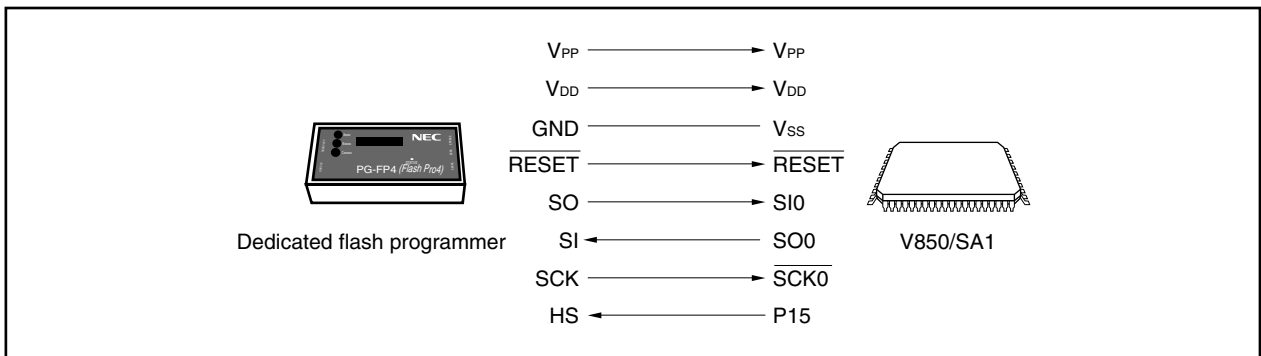 VPP VPP
VDD VDD
GND VSS
RESET RESET
SO SI0
SI SO0
SCK SCK0
HS P15
NEC
PG-FP4 (Flash Pro4)
Dedicated flash programmer
V850/SA1